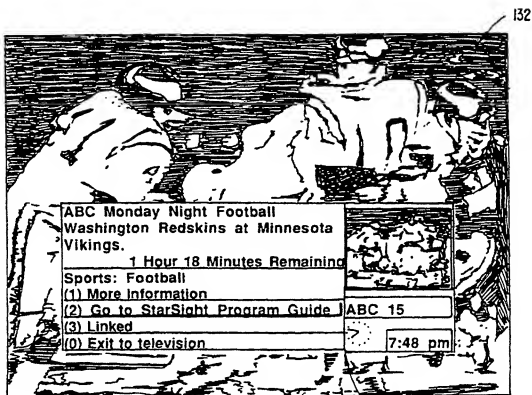 132
ABC Monday Night Football
Washington Redskins at Minnesota
Vikings.
1 Hour 18 Minutes Remaining
Sports: Football
(1) More Information
(2) Go to StarSight Program Guide
(3) Linked
(0) Exit to television
ABC 15
7:48 pm